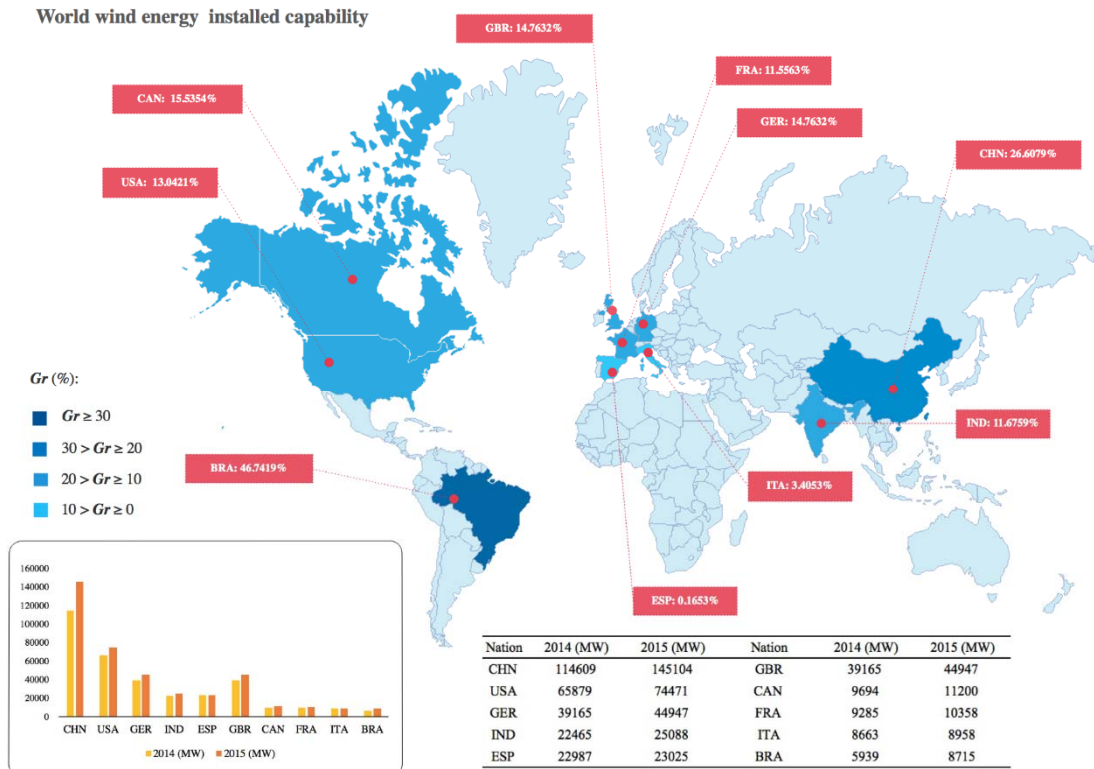 World wind energy installed capability
GBR: 14.7632%
FRA: 11.5563%
CAN: 15.5354%
GER: 14.7632%
CHN: 26.6079%
USA: 13.0421%
Gr (%):
Gr ≥ 30
30 > Gr ≥ 20
20 > Gr ≥ 10
10 > Gr ≥ 0
IND: 11.6759%
BRA: 46.7419%
ITA: 3.4053%
ESP: 0.1653%
160000
140000
120000
100000
80000
60000
40000
20000
0
CHN USA GER IND ESP GBR CAN FRA ITA BRA
2014 (MW) 2015 (MW)
Nation 2014 (MW) 2015 (MW) Nation 2014 (MW) 2015 (MW)
CHN 114609 145104 GBR 39165 44947
USA 65879 74471 CAN 9694 11200
GER 39165 44947 FRA 9285 10358
IND 22465 25088 ITA 8663 8958
ESP 22987 23025 BRA 5939 8715